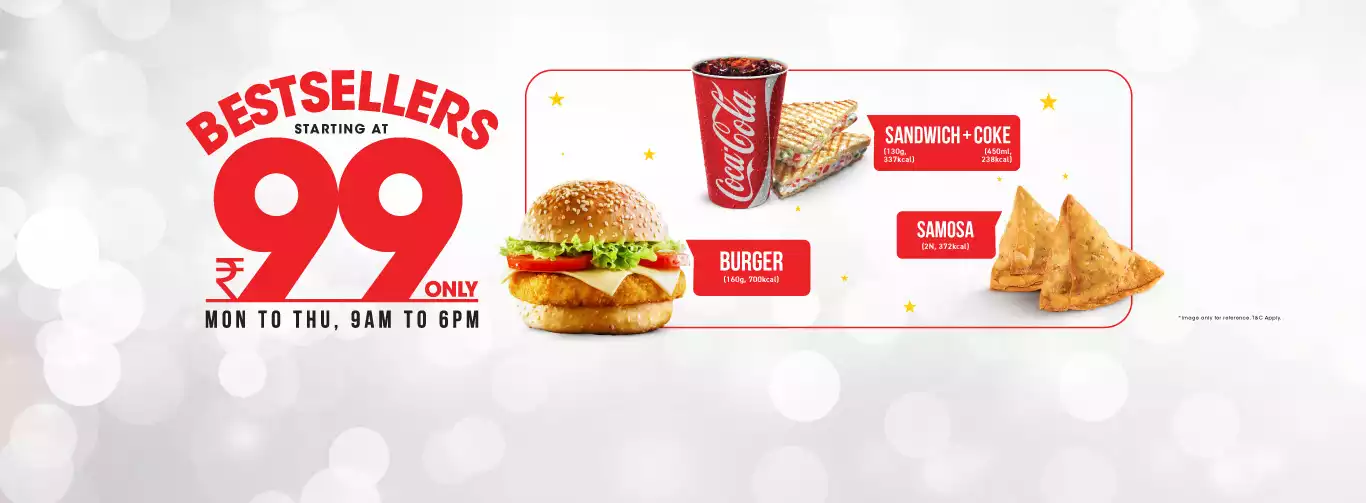 BESTSELLERS
STARTING AT
₹99
ONLY
MON TO THU, 9AM TO 6PM
Coca-Cola
SANDWICH + COKE
(130g, 337kcal) (450ml, 238kcal)
SAMOSA
(2N, 372kcal)
BURGER
(160g, 700kcal)
*Image only for reference. T&C Apply.